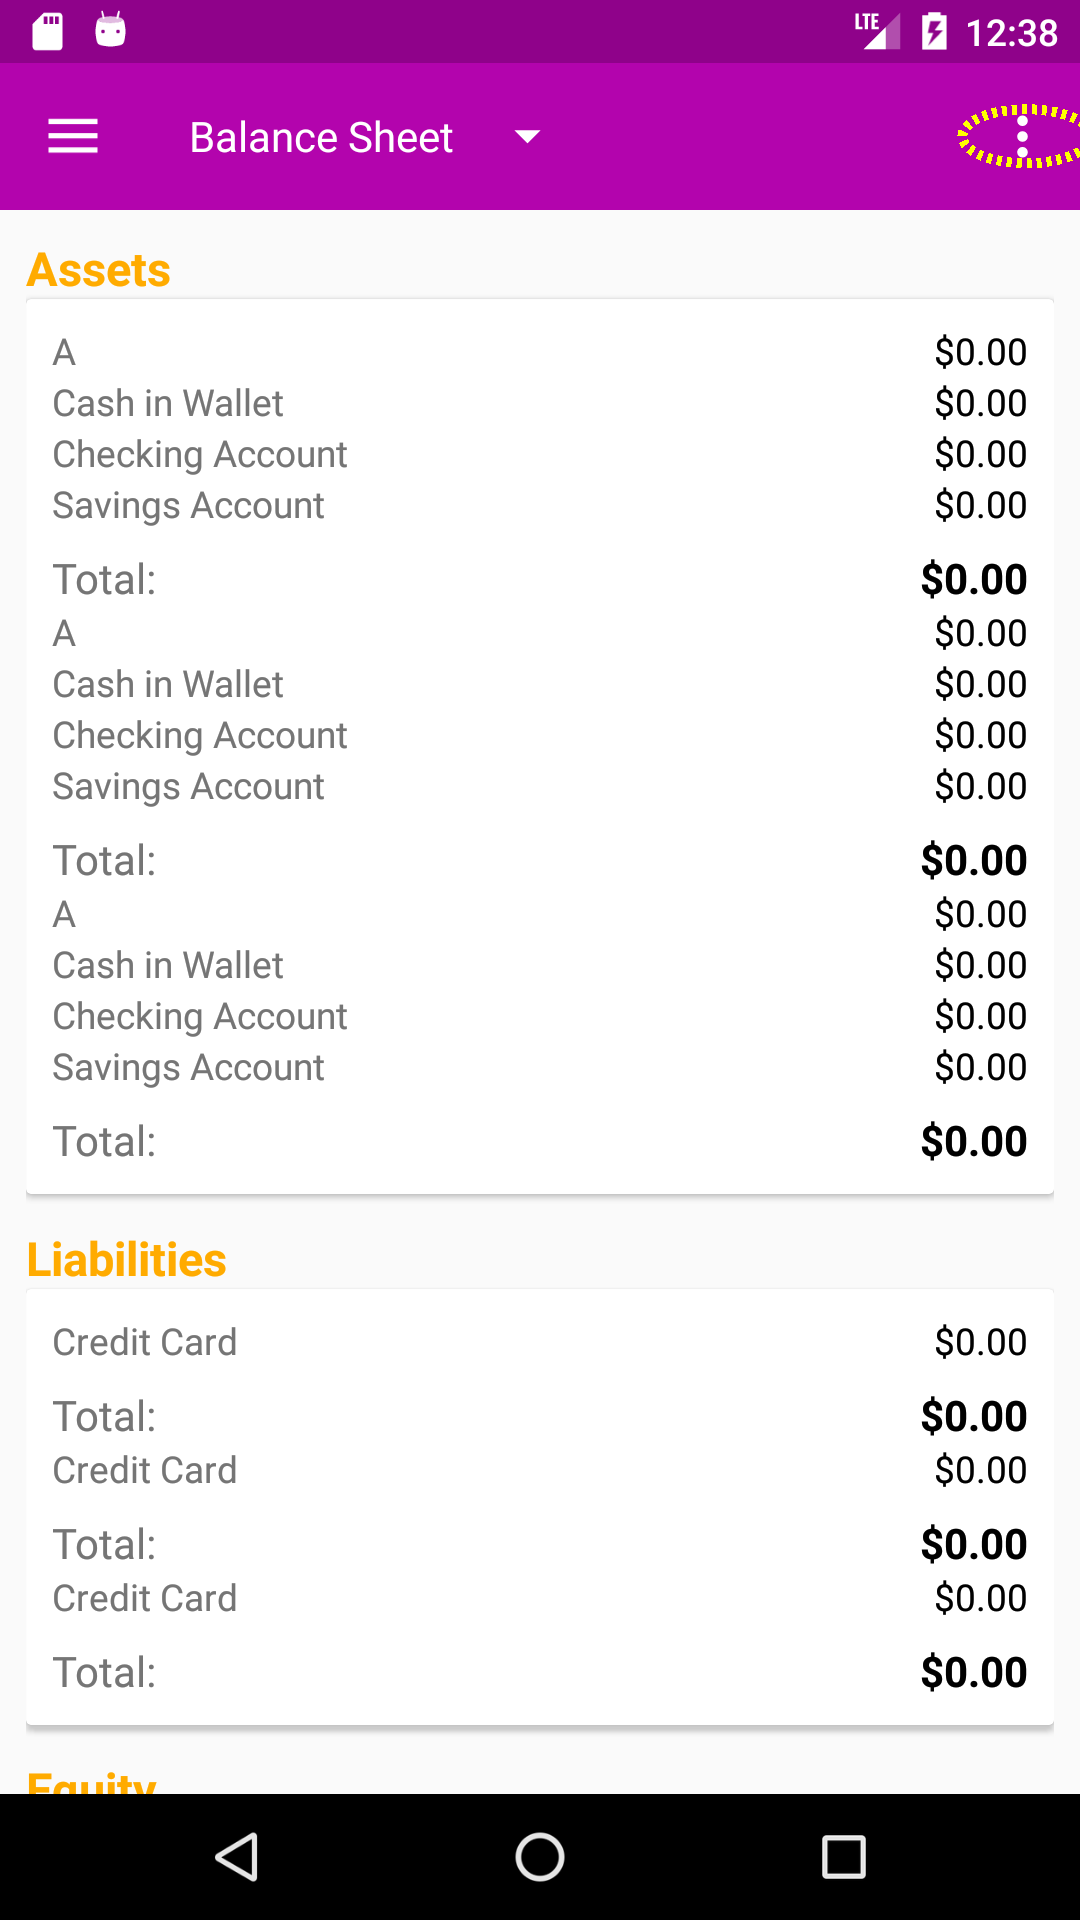 LTE 12:38
Balance Sheet
Assets
A $0.00
Cash in Wallet $0.00
Checking Account $0.00
Savings Account $0.00
Total: $0.00
A $0.00
Cash in Wallet $0.00
Checking Account $0.00
Savings Account $0.00
Total: $0.00
A $0.00
Cash in Wallet $0.00
Checking Account $0.00
Savings Account $0.00
Total: $0.00
Liabilities
Credit Card $0.00
Total: $0.00
Credit Card $0.00
Total: $0.00
Credit Card $0.00
Total: $0.00
Equity